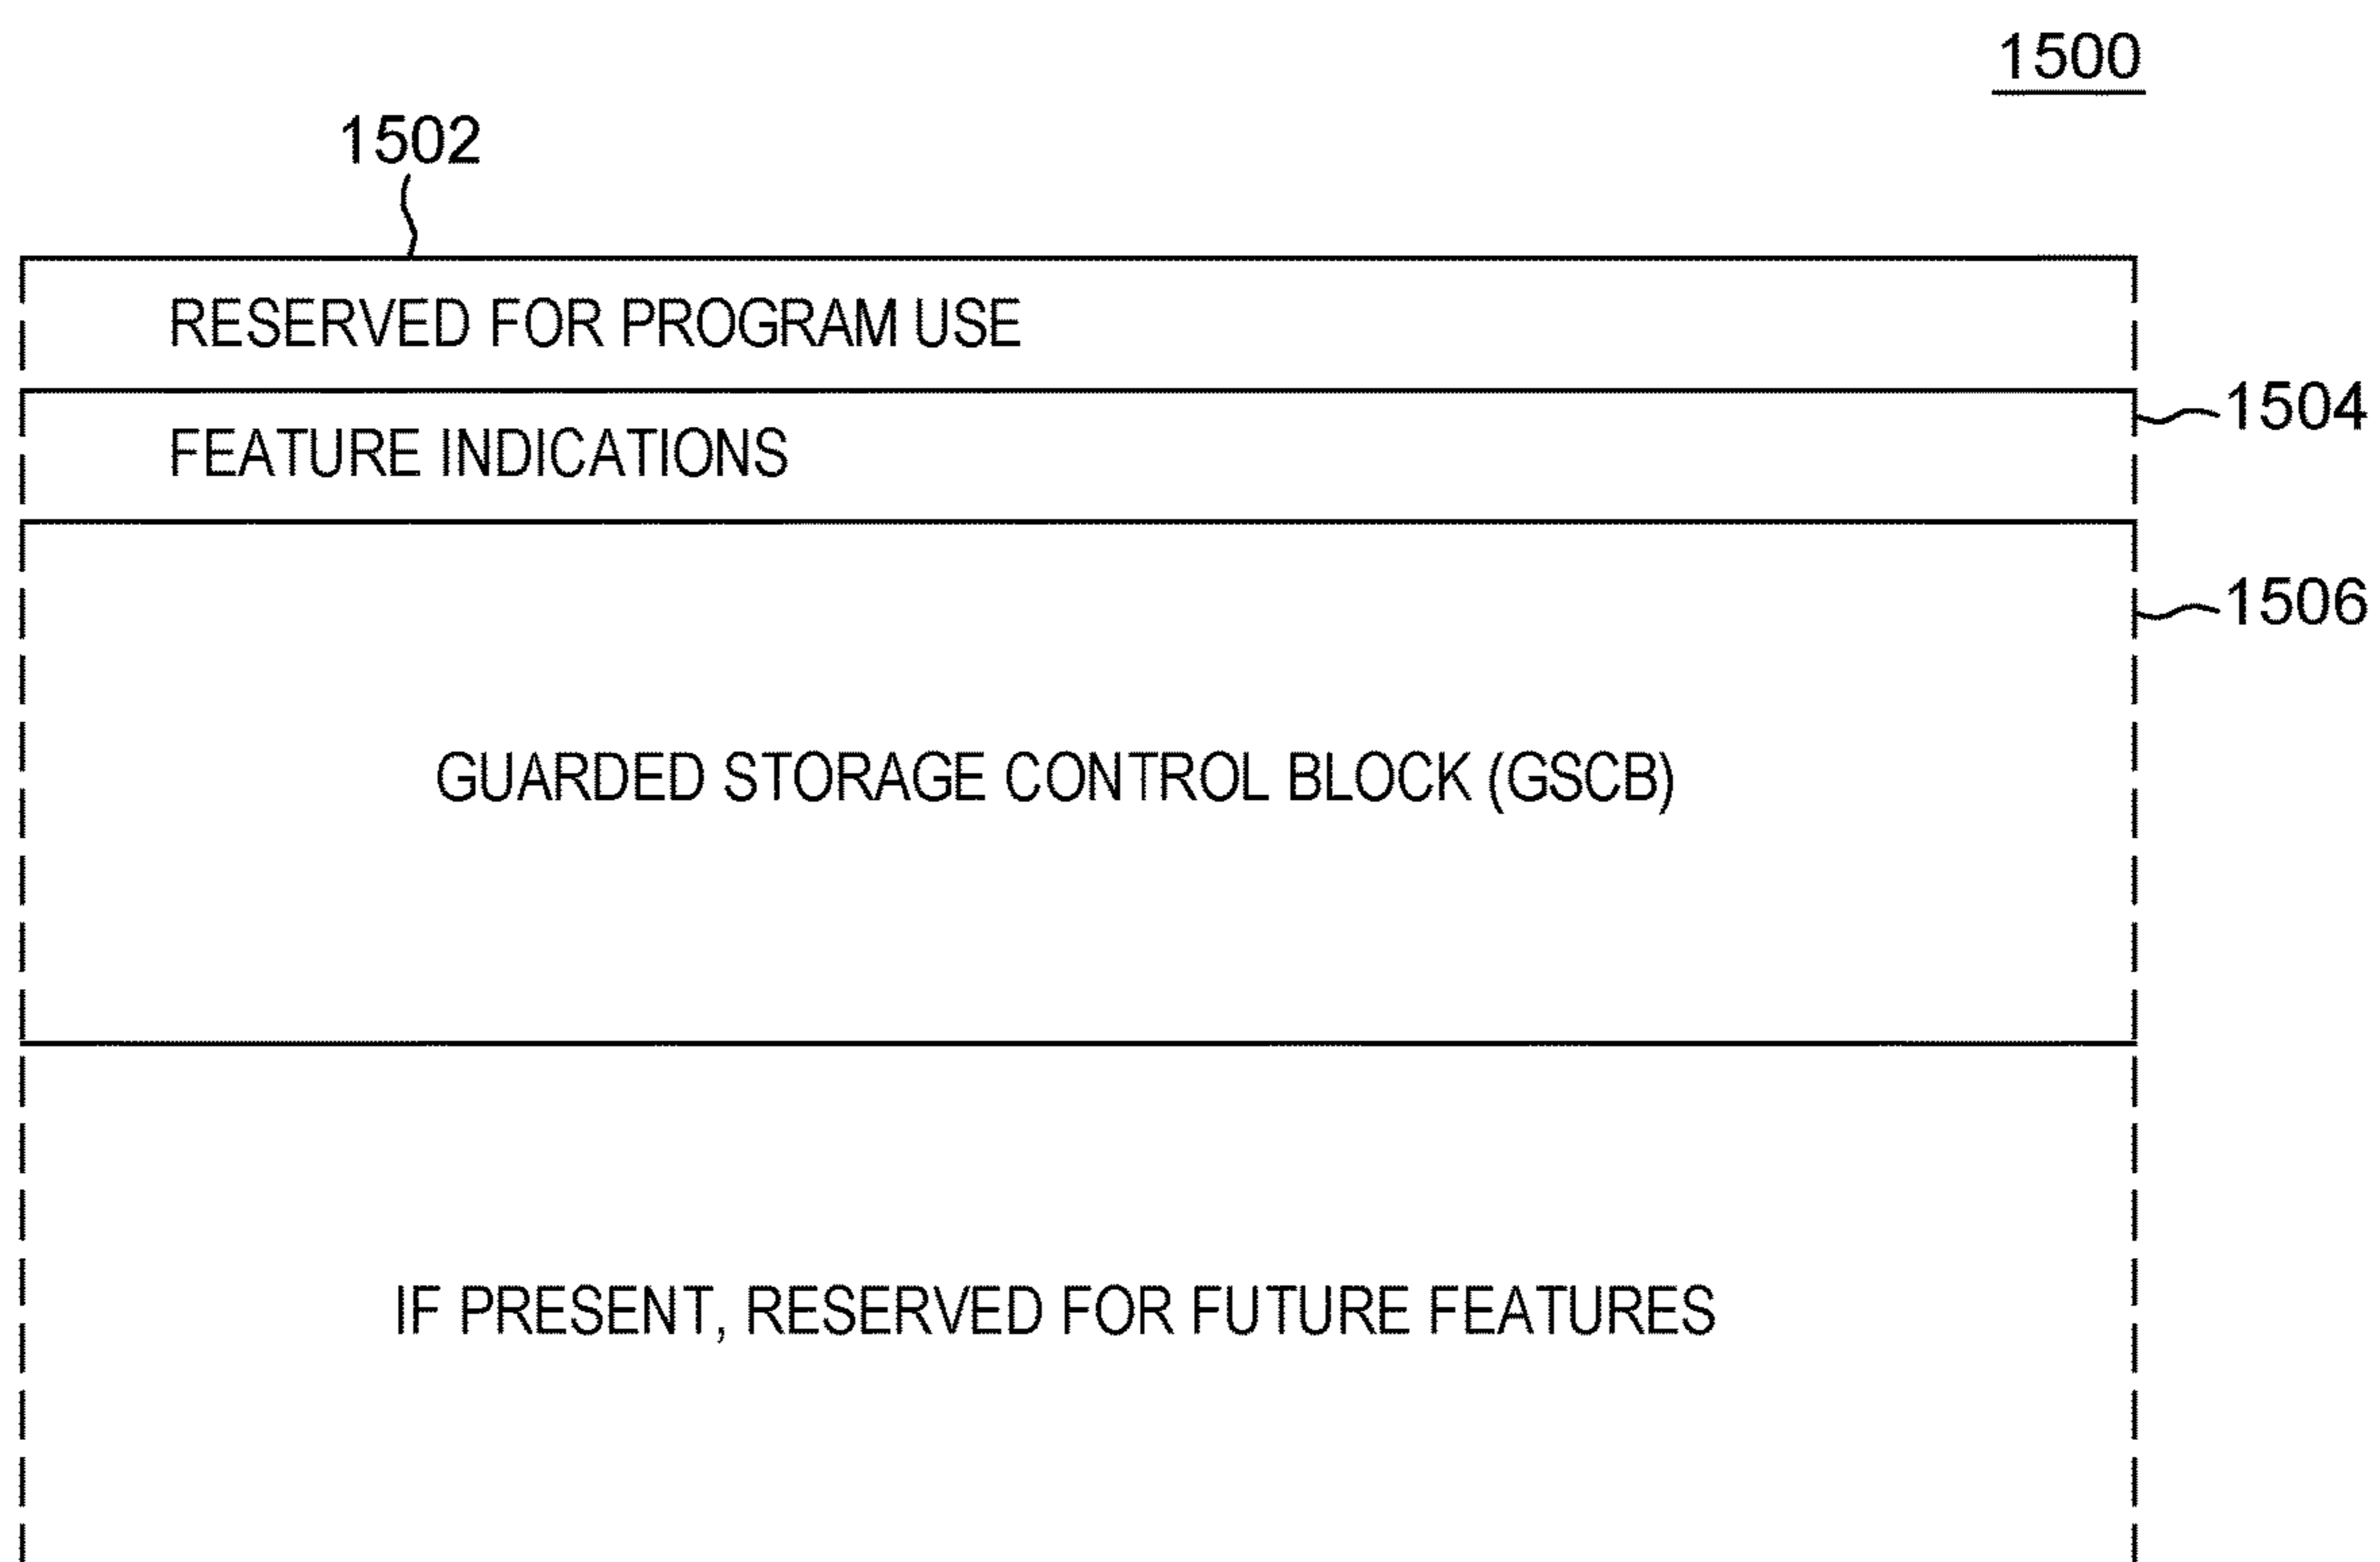 1500
1502
RESERVED FOR PROGRAM USE
1504
FEATURE INDICATIONS
1506
GUARDED STORAGE CONTROL BLOCK (GSCB)
IF PRESENT, RESERVED FOR FUTURE FEATURES